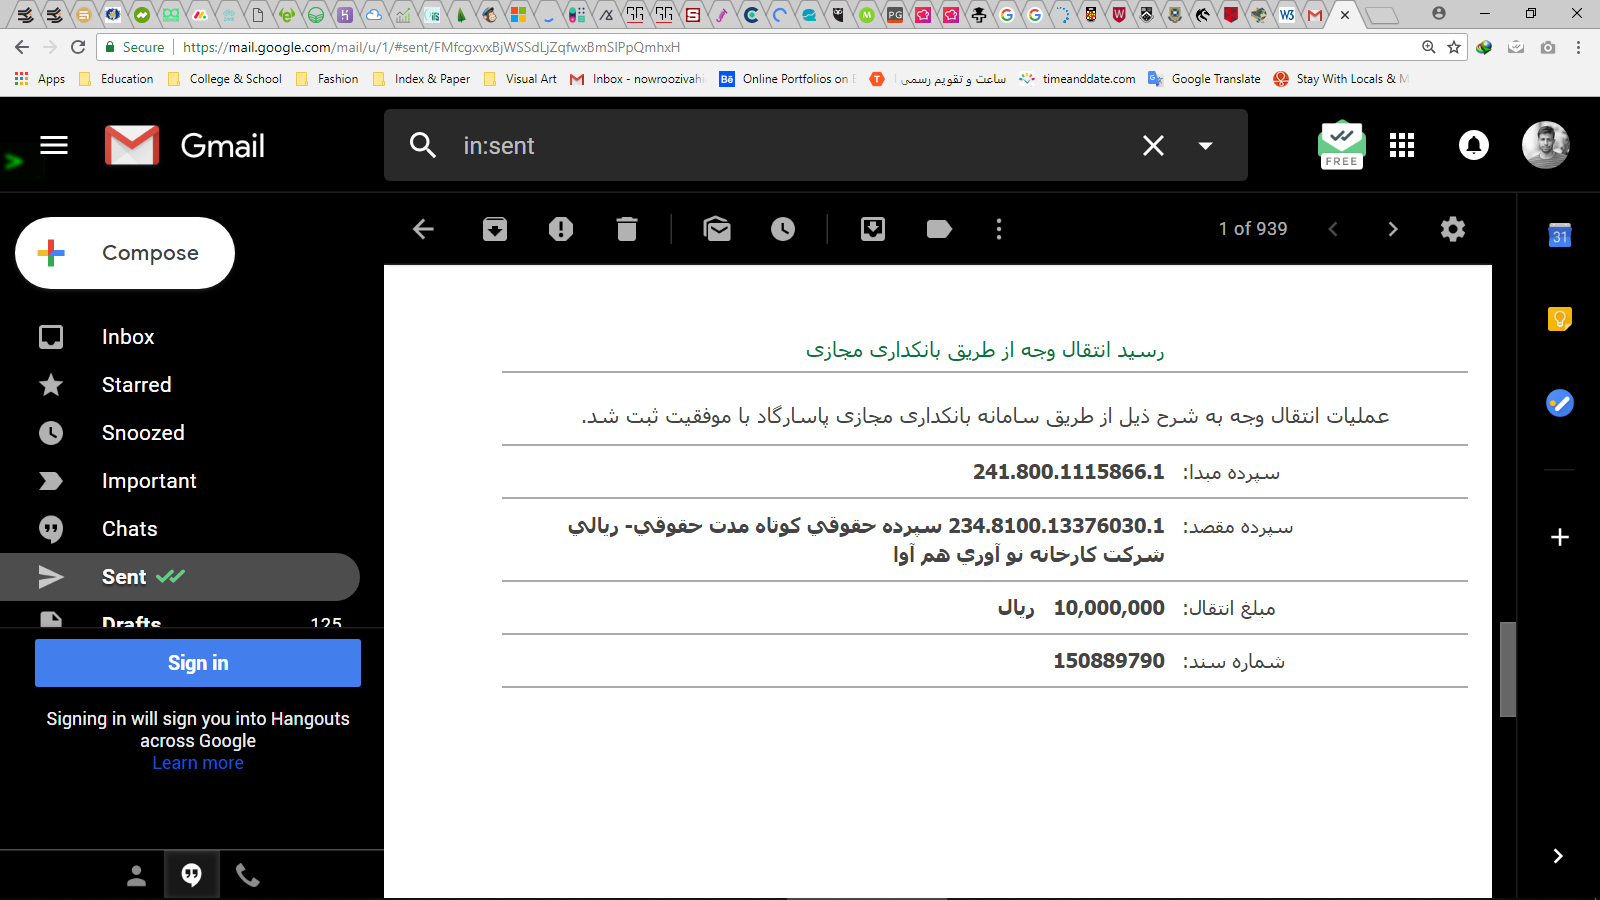 Secure
https://mail.google.com/mail/u/1/#sent/FMfcgxvxBjWSSdLjZqfwxBmSlPpQmhxH
Apps
Education
College & School
Fashion
Index & Paper
Visual Art
Inbox - nowroozivahi
Online Portfolios on
ساعت و تقویم رسمی
timeanddate.com
Google Translate
Stay With Locals & M
Gmail
in:sent
FREE
Compose
1 of 939
31
Inbox
Starred
Snoozed
Important
Chats
Sent
Drafts 125
Sign in
Signing in will sign you into Hangouts
across Google
Learn more
رسید انتقال وجه از طریق بانکداری مجازی
عملیات انتقال وجه به شرح ذیل از طریق سامانه بانکداری مجازی پاسارگاد با موفقیت ثبت شد.
سپرده مبدا: 241.800.1115866.1
سپرده مقصد: 234.8100.13376030.1 سپرده حقوقي كوتاه مدت حقوقي- ريالي
شركت كارخانه نو آوري هم آوا
مبلغ انتقال: 10,000,000 ریال
شماره سند: 150889790